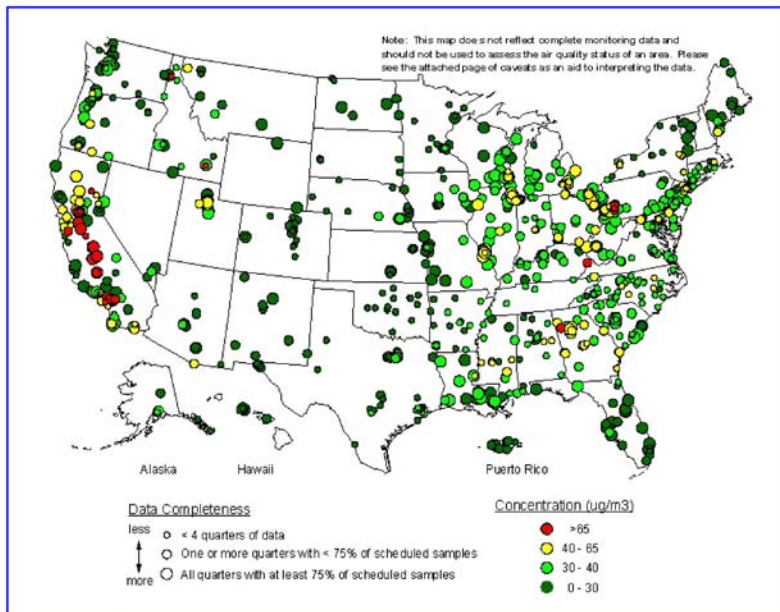 Note: This map does not reflect complete monitoring data and
should not be used to assess the air quality status of an area. Please
see the attached page of caveats as an aid to interpreting the data.
Alaska
Hawaii
Puerto Rico
Data Completeness
less
more
< 4 quarters of data
One or more quarters with < 75% of scheduled samples
All quarters with at least 75% of scheduled samples
Concentration (ug/m3)
>65
40 - 65
30 - 40
0 - 30